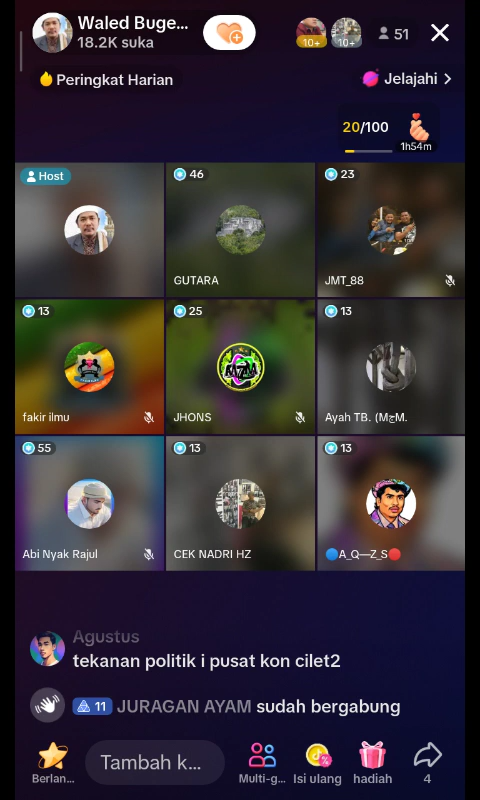 Waled Buge...
18.2K suka
10+
10+
51
Peringkat Harian
Jelajahi
20/100
1h54m
Host
46
23
GUTARA
JMT_88
13
25
13
fakir ilmu
JHONS
Ayah TB. (MحM.
55
13
13
Abi Nyak Rajul
CEK NADRI HZ
🔵A_Q—Z_S🔴
Agustus
tekanan politik i pusat kon cilet2
11 JURAGAN AYAM sudah bergabung
Tambah k...
Berlan...
Multi-g...
Isi ulang
hadiah
4